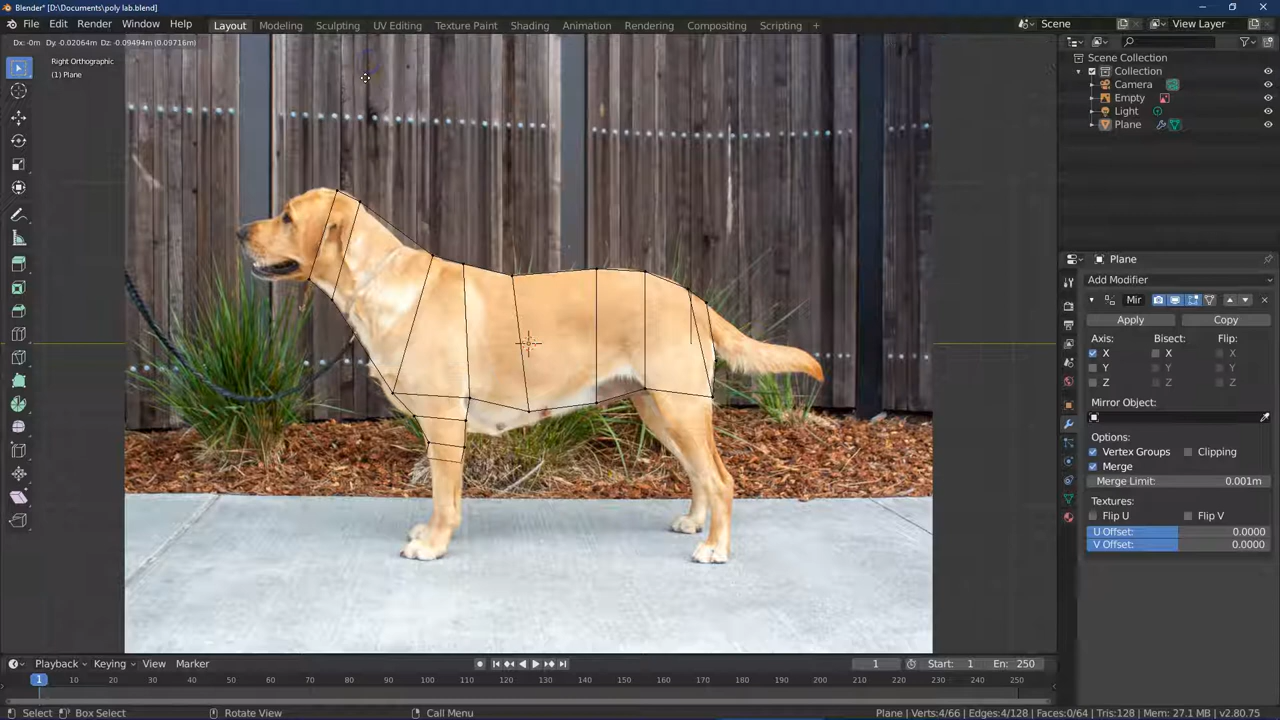 Blender* [D:\Documents\poly lab.blend]
File Edit Render Window Help Layout Modeling Sculpting UV Editing Texture Paint Shading Animation Rendering Compositing Scripting + Scene View Layer
Dx: -0m Dy: -0.02064m Dz: -0.09494m (0.09716m)
Right Orthographic
(1) Plane
Scene Collection
Collection
Camera
Empty
Light
Plane
Plane
Add Modifier
Mir
Apply Copy
Axis: Bisect: Flip:
X X X
Y Y Y
Z Z Z
Mirror Object:
Options:
Vertex Groups Clipping
Merge
Merge Limit: 0.001m
Textures:
Flip U Flip V
U Offset: 0.0000
V Offset: 0.0000
Playback Keying View Marker 1 Start: 1 En: 250
1 10 20 30 40 50 60 70 80 90 100 110 120 130 140 150 160 170 180 190 200 210 220 230 240 250
Select Box Select Rotate View Call Menu Plane | Verts:4/66 | Edges:4/128 | Faces:0/64 | Tris:128 | Mem: 27.1 MB | v2.80.75